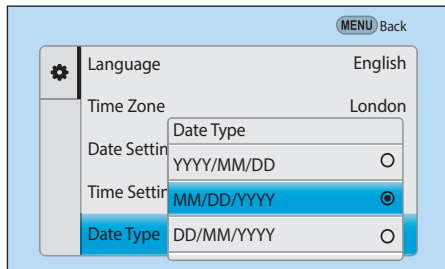 MENU Back
Language English
Time Zone London
Date Type
Date Settin
YYYY/MM/DD
Time Settin
MM/DD/YYYY
Date Type DD/MM/YYYY